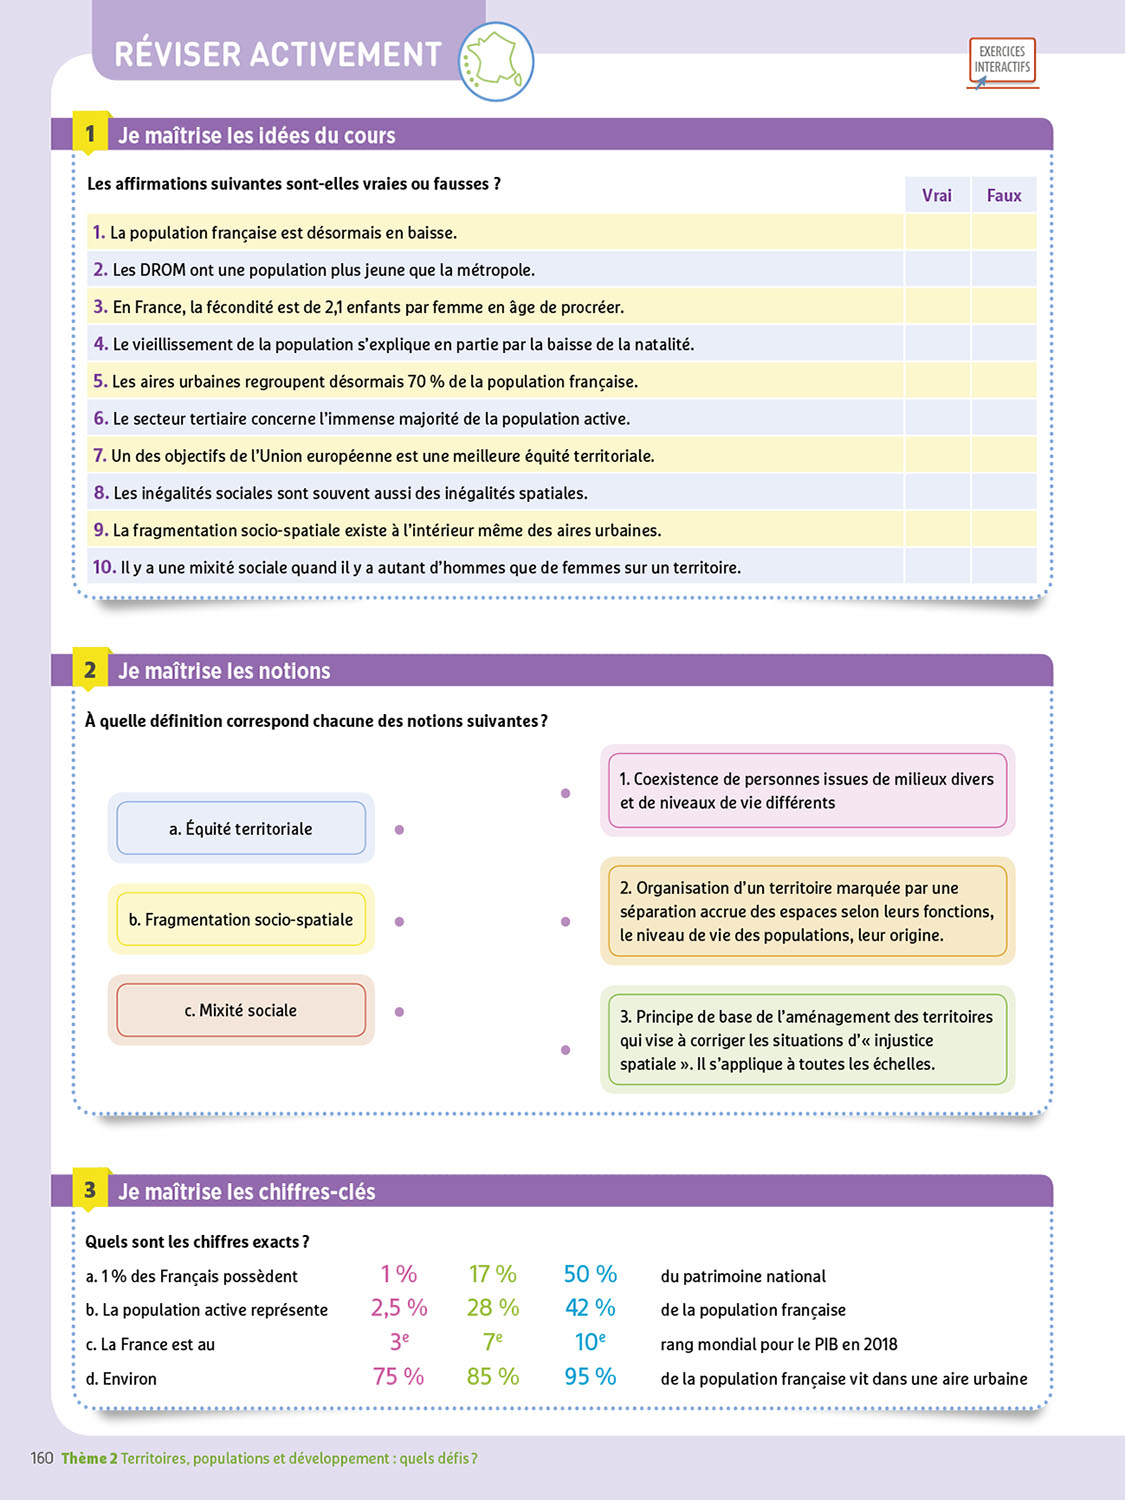 RÉVISER ACTIVEMENT
EXERCICES
INTERACTIFS
1 Je maîtrise les idées du cours
Les affirmations suivantes sont-elles vraies ou fausses ?
Vrai Faux
1. La population française est désormais en baisse.
2. Les DROM ont une population plus jeune que la métropole.
3. En France, la fécondité est de 2,1 enfants par femme en âge de procréer.
4. Le vieillissement de la population s'explique en partie par la baisse de la natalité.
5. Les aires urbaines regroupent désormais 70 % de la population française.
6. Le secteur tertiaire concerne l'immense majorité de la population active.
7. Un des objectifs de l'Union européenne est une meilleure équité territoriale.
8. Les inégalités sociales sont souvent aussi des inégalités spatiales.
9. La fragmentation socio-spatiale existe à l'intérieur même des aires urbaines.
10. Il y a une mixité sociale quand il y a autant d'hommes que de femmes sur un territoire.
2 Je maîtrise les notions
À quelle définition correspond chacune des notions suivantes ?
a. Équité territoriale
b. Fragmentation socio-spatiale
c. Mixité sociale
1. Coexistence de personnes issues de milieux divers
et de niveaux de vie différents
2. Organisation d'un territoire marquée par une
séparation accrue des espaces selon leurs fonctions,
le niveau de vie des populations, leur origine.
3. Principe de base de l'aménagement des territoires
qui vise à corriger les situations d'« injustice
spatiale ». Il s'applique à toutes les échelles.
3 Je maîtrise les chiffres-clés
Quels sont les chiffres exacts ?
a. 1 % des Français possèdent 1 % 17 % 50 % du patrimoine national
b. La population active représente 2,5 % 28 % 42 % de la population française
c. La France est au 3e 7e 10e rang mondial pour le PIB en 2018
d. Environ 75 % 85 % 95 % de la population française vit dans une aire urbaine
160 Thème 2 Territoires, populations et développement : quels défis ?